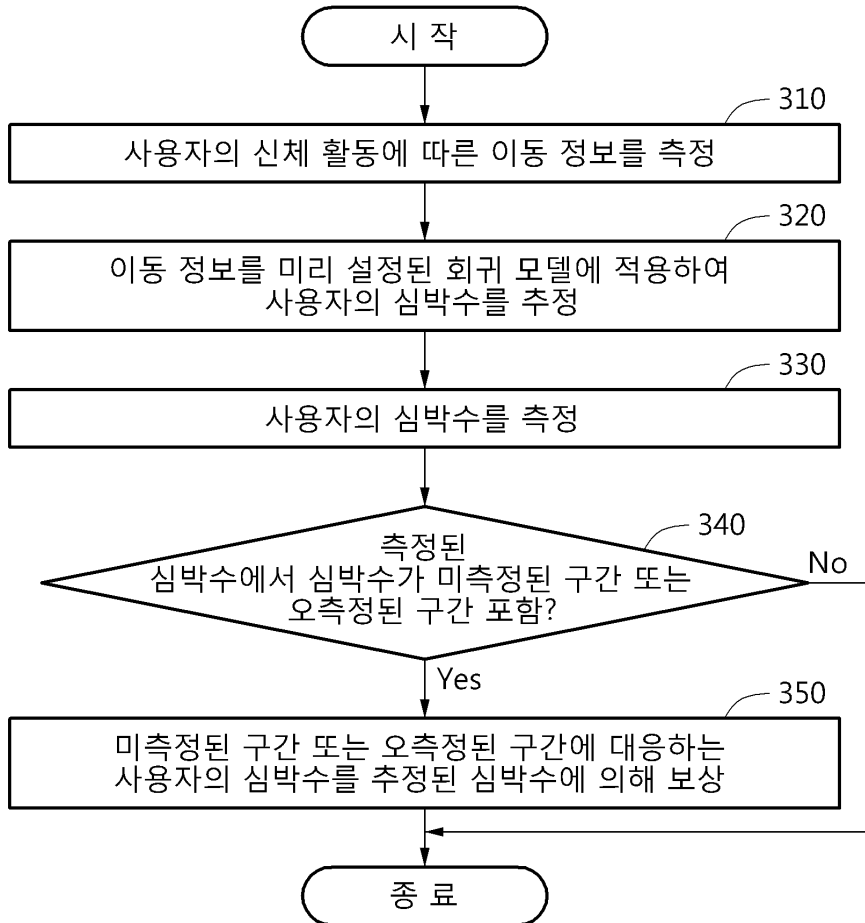 시 작
310
사용자의 신체 활동에 따른 이동 정보를 측정
320
이동 정보를 미리 설정된 회귀 모델에 적용하여
사용자의 심박수를 추정
330
사용자의 심박수를 측정
340
측정된
심박수에서 심박수가 미측정된 구간 또는
오측정된 구간 포함?
No
Yes
350
미측정된 구간 또는 오측정된 구간에 대응하는
사용자의 심박수를 추정된 심박수에 의해 보상
종 료